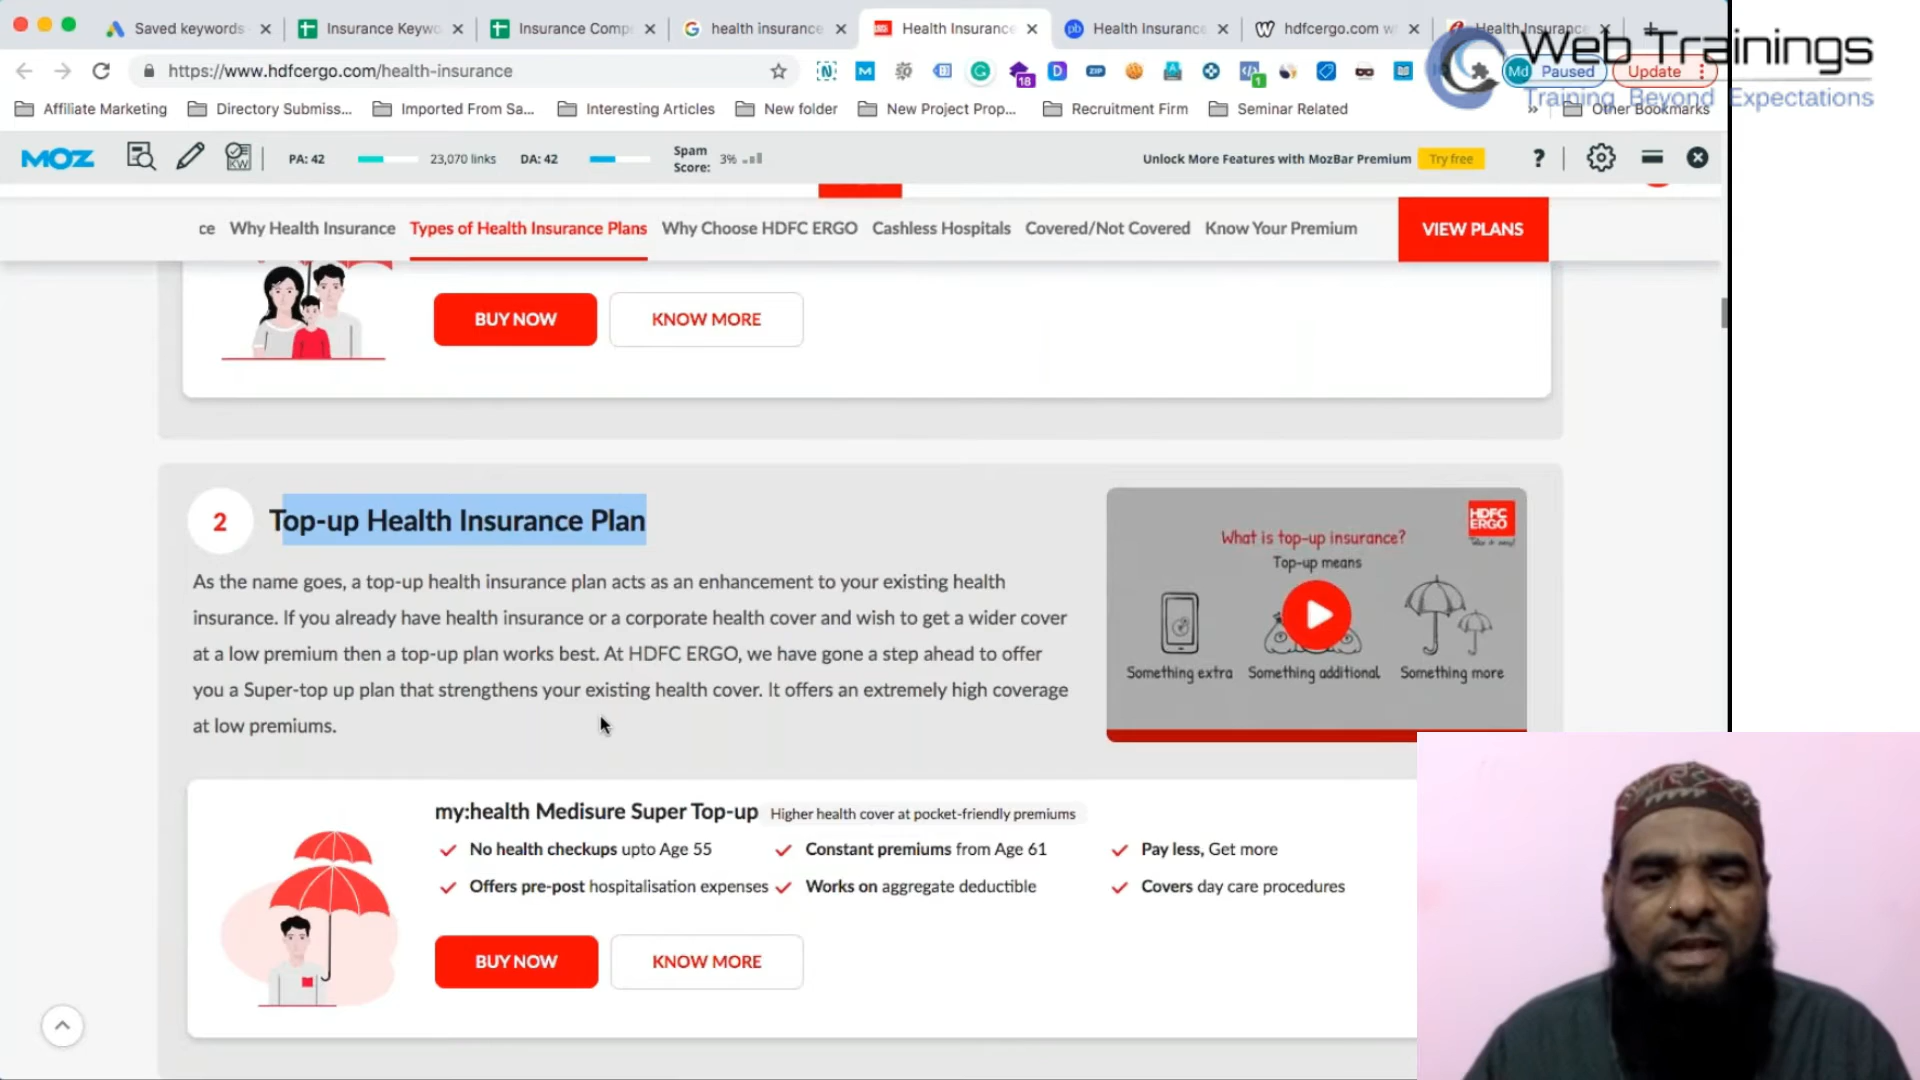 Saved keywords
Insurance Keywo
Insurance Comp
health insurance
Health Insurance
Health Insurance
hdfcergo.com w
Health Insurance
Web Trainings
Training Beyond Expectations
https://www.hdfcergo.com/health-insurance
18
1
Md Paused
Update
Affiliate Marketing
Directory Submiss...
Imported From Sa...
Interesting Articles
New folder
New Project Prop...
Recruitment Firm
Seminar Related
»
Other Bookmarks
MOZ
KW
PA: 42
23,070 links
DA: 42
Spam
Score:
3%
Unlock More Features with MozBar Premium
Try free
?
ce
Why Health Insurance
Types of Health Insurance Plans
Why Choose HDFC ERGO
Cashless Hospitals
Covered/Not Covered
Know Your Premium
VIEW PLANS
BUY NOW
KNOW MORE
2
Top-up Health Insurance Plan
As the name goes, a top-up health insurance plan acts as an enhancement to your existing health
insurance. If you already have health insurance or a corporate health cover and wish to get a wider cover
at a low premium then a top-up plan works best. At HDFC ERGO, we have gone a step ahead to offer
you a Super-top up plan that strengthens your existing health cover. It offers an extremely high coverage
at low premiums.
HDFC
ERGO
Take it easy!
What is top-up insurance?
Top-up means
Something extra
Something additional
Something more
my:health Medisure Super Top-up
Higher health cover at pocket-friendly premiums
No health checkups upto Age 55
Constant premiums from Age 61
Pay less, Get more
Offers pre-post hospitalisation expenses
Works on aggregate deductible
Covers day care procedures
BUY NOW
KNOW MORE